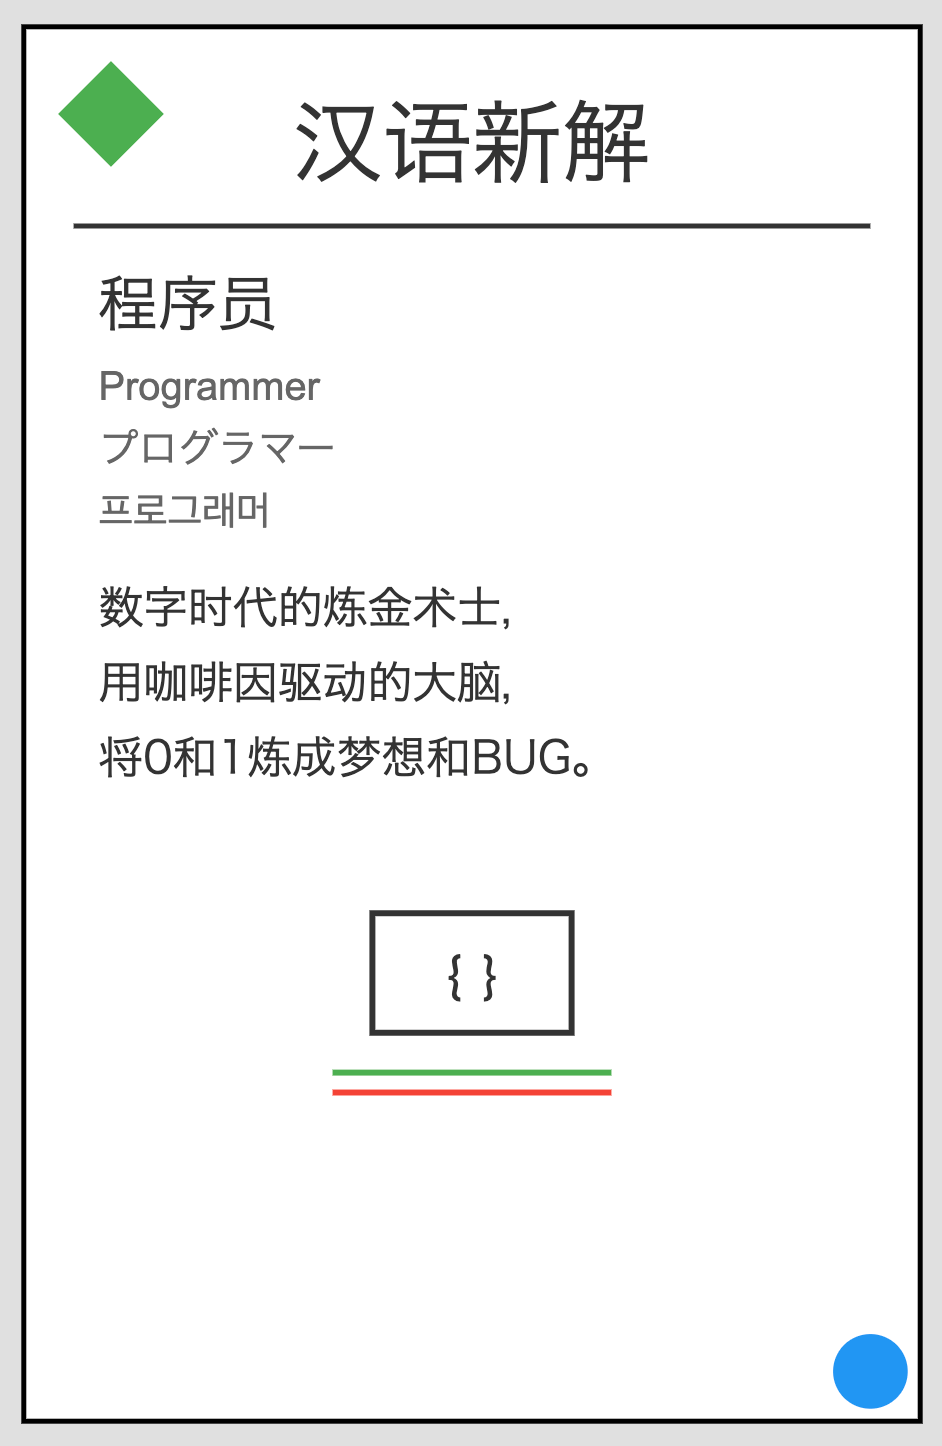 汉语新解
程序员
Programmer
プログラマー
프로그래머
数字时代的炼金术士,
用咖啡因驱动的大脑,
将0和1炼成梦想和BUG。
{ }